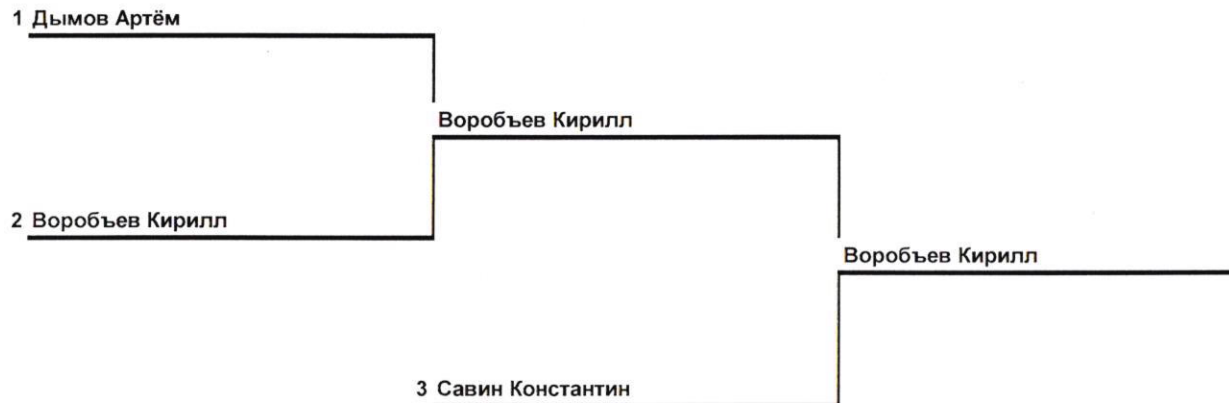 1 Дымов Артём
Воробъев Кирилл
2 Воробъев Кирилл
Воробъев Кирилл
3 Савин Константин